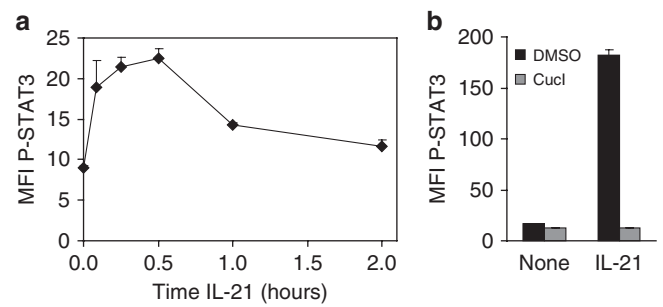 a
MFI P-STAT3
25
20
15
10
5
0
0.0
0.5
1.0
1.5
2.0
Time IL-21 (hours)
b
MFI P-STAT3
200
150
100
50
0
DMSO
CucI
None
IL-21